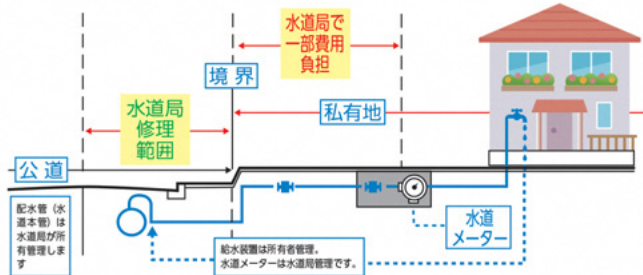 水道局で
一部費用
負担
境界
水道局
修理
範囲
私有地
公道
配水管（水
道本管）は
水道局が所
有管理しま
す
給水装置は所有者管理。
水道メーターは水道局管理です。
水道
メーター